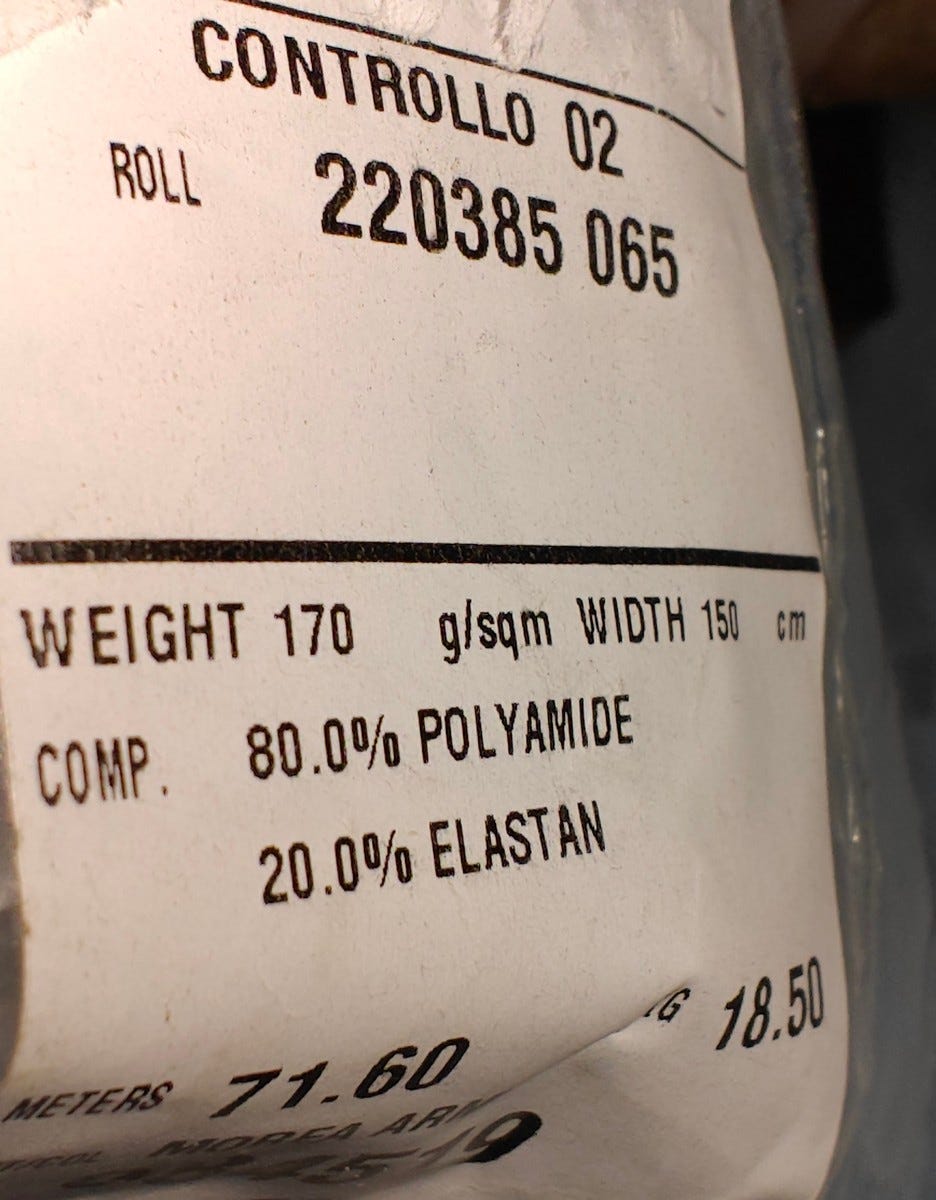 CONTROLLO 02
ROLL 220385 065
WEIGHT 170 g/sqm WIDTH 150 cm
COMP. 80.0% POLYAMIDE
20.0% ELASTAN
METERS 71.60 18.50
MOREA